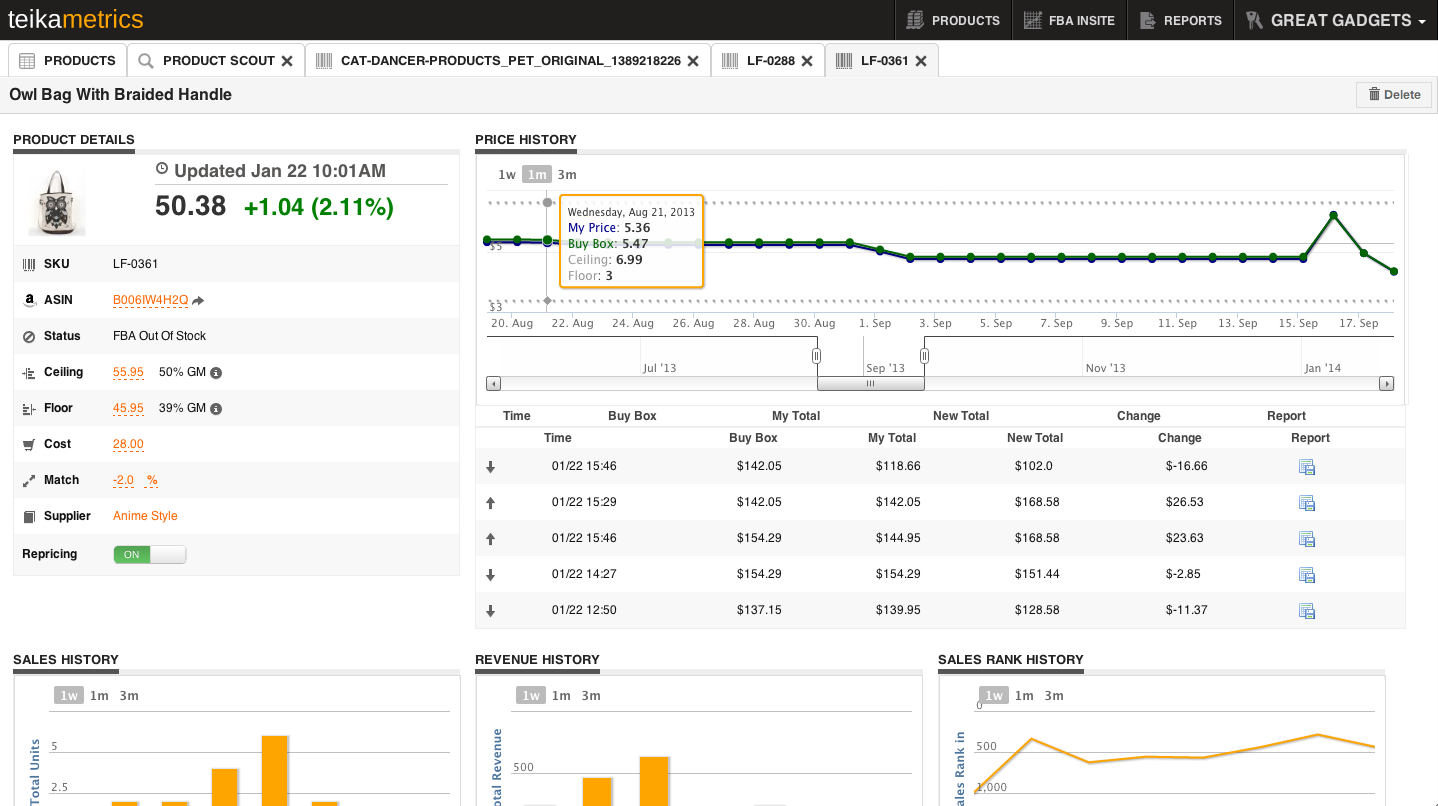 teikametrics
PRODUCTS FBA INSITE REPORTS GREAT GADGETS
PRODUCTS PRODUCT SCOUT CAT-DANCER-PRODUCTS_PET_ORIGINAL_1389218226 LF-0288 LF-0361
Owl Bag With Braided Handle
Delete
PRODUCT DETAILS
Updated Jan 22 10:01AM
50.38 +1.04 (2.11%)
SKU LF-0361
ASIN B006IW4H2Q
Status FBA Out Of Stock
Ceiling 55.95 50% GM
Floor 45.95 39% GM
Cost 28.00
Match -2.0 %
Supplier Anime Style
Repricing ON
PRICE HISTORY
1w 1m 3m
Wednesday, Aug 21, 2013
My Price: 5.36
Buy Box: 5.47
Ceiling: 6.99
Floor: 3
$5
$3
20. Aug 22. Aug 24. Aug 26. Aug 28. Aug 30. Aug 1. Sep 3. Sep 5. Sep 7. Sep 9. Sep 11. Sep 13. Sep 15. Sep 17. Sep
Jul '13 Sep '13 Nov '13 Jan '14
Time Buy Box My Total New Total Change Report
Time Buy Box My Total New Total Change Report
01/22 15:46 $142.05 $118.66 $102.0 $-16.66
01/22 15:29 $142.05 $142.05 $168.58 $26.53
01/22 15:46 $154.29 $144.95 $168.58 $23.63
01/22 14:27 $154.29 $154.29 $151.44 $-2.85
01/22 12:50 $137.15 $139.95 $128.58 $-11.37
SALES HISTORY
1w 1m 3m
Total Units
5
2.5
REVENUE HISTORY
1w 1m 3m
Total Revenue
500
SALES RANK HISTORY
1w 1m 3m
Sales Rank in
0
500
1,000